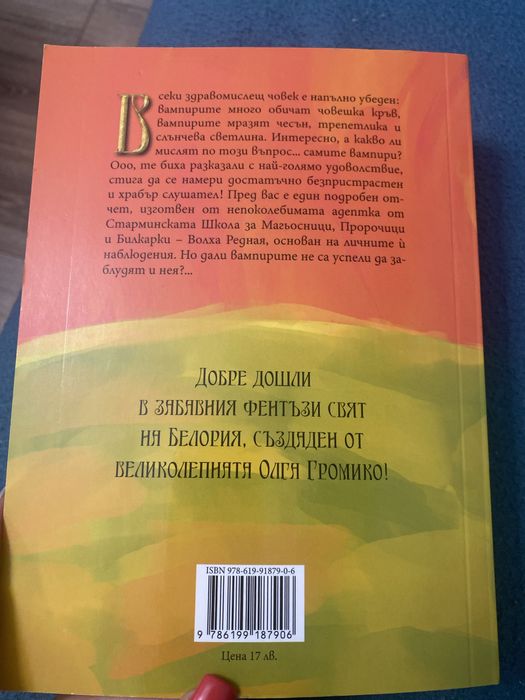 Всеки здравомислещ човек е напълно убеден:
вампирите много обичат човешка кръв,
вампирите мразят чесън, трепетлика и
слънчева светлина. Интересно, а какво ли
мислят по този въпрос... самите вампири?
Ооо, те биха разказали с най-голямо удоволствие,
стига да се намери достатъчно безпристрастен
и храбър слушател! Пред вас е един подробен от-
чет, изготвен от непоколебимата адептка от
Старминската Школа за Магьосници, Пророчици
и Билкарки – Волха Редная, основан на личните ѝ
наблюдения. Но дали вампирите не са успели да за-
блудят и нея?...
Добре дошли
в забавния фентъзи свят
на Белория, създаден от
великолепната Олга Громико!
ISBN 978-619-91879-0-6
9 786199 187906
Цена 17 лв.